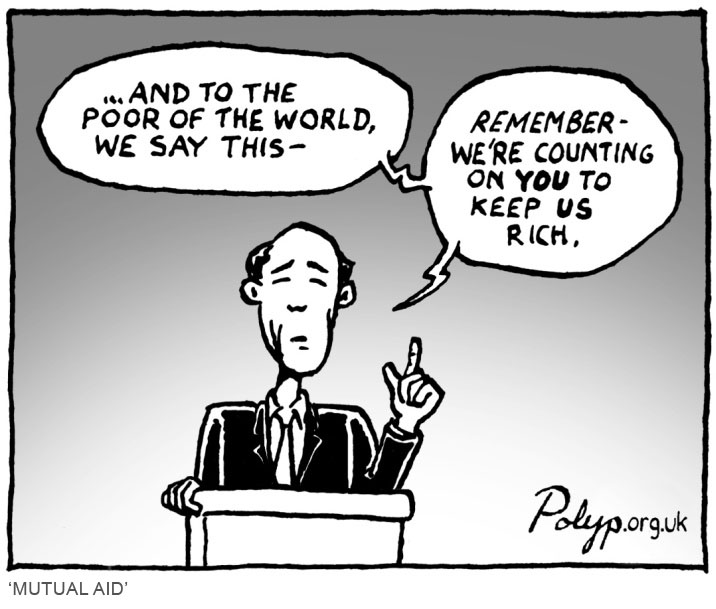 ...AND TO THE
POOR OF THE WORLD,
WE SAY THIS–
REMEMBER-
WE'RE COUNTING
ON YOU TO
KEEP US
RICH.
Polyp.org.uk
'MUTUAL AID'